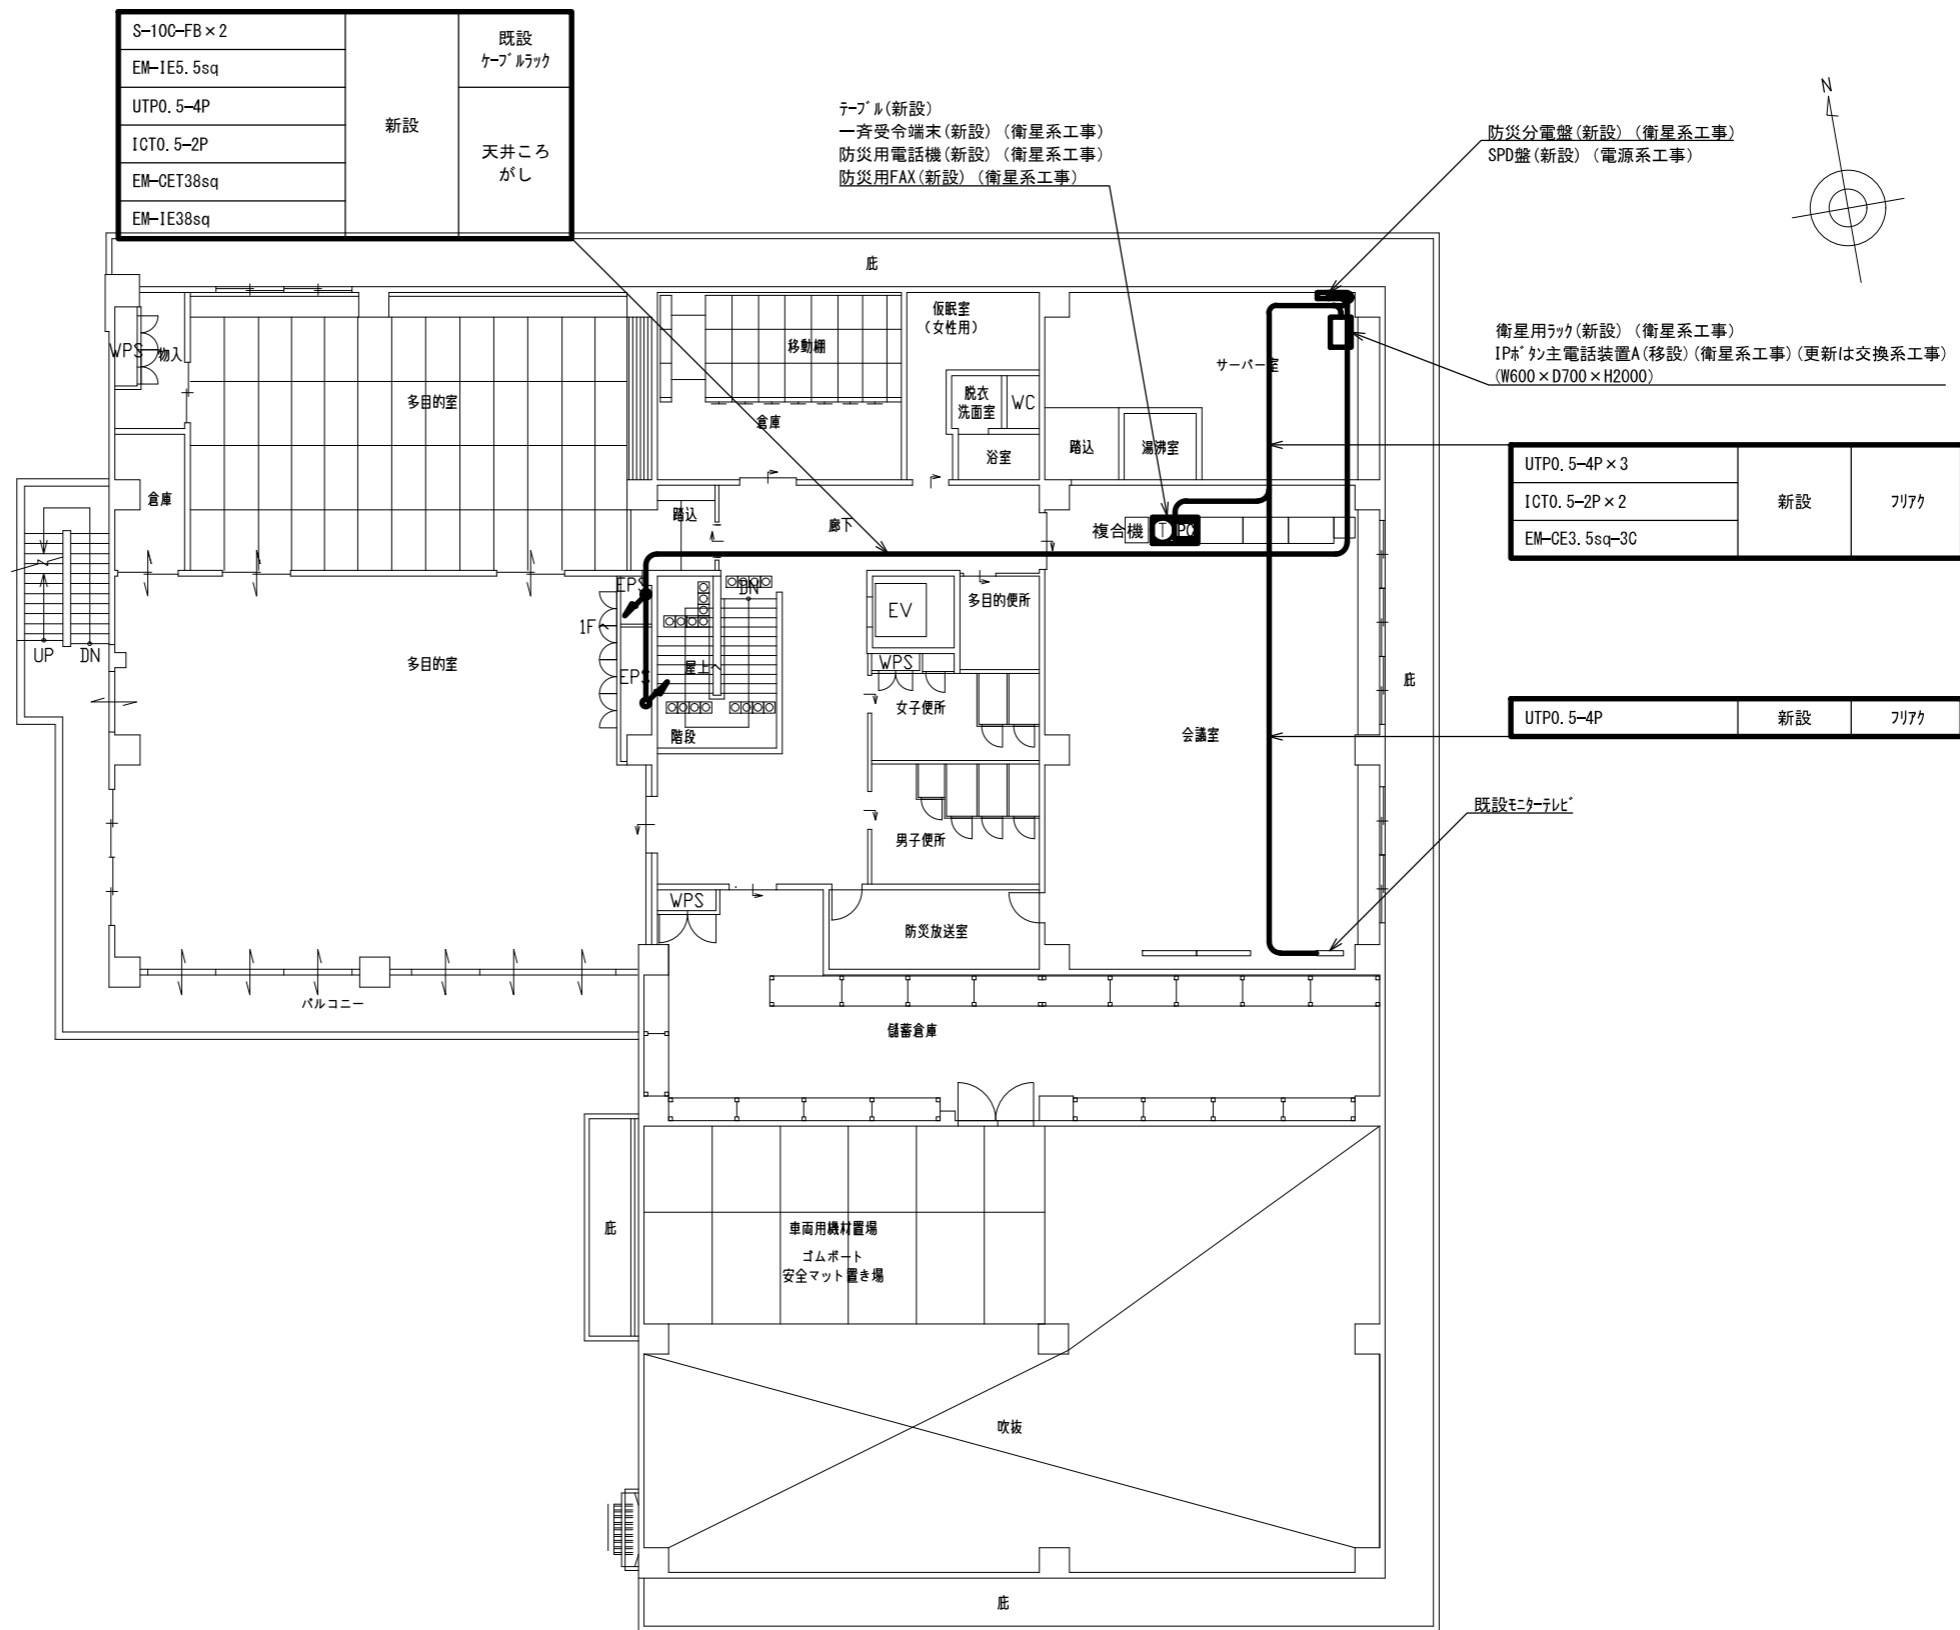 S-10C-FB×2
EM-IE5.5sq
UTP0.5-4P
ICT0.5-2P
EM-CET38sq
EM-IE38sq
新設
既設
ｹｰﾌﾞﾙﾗｯｸ
天井ころ
がし
ﾃｰﾌﾞﾙ(新設)
一斉受令端末(新設)（衛星系工事）
防災用電話機(新設)（衛星系工事）
防災用FAX(新設)（衛星系工事）
防災分電盤(新設)（衛星系工事）
SPD盤(新設)（電源系工事）
N
衛星用ﾗｯｸ(新設)（衛星系工事）
IPﾎﾞﾀﾝ主電話装置A(移設)(衛星系工事)(更新は交換系工事)
(W600×D700×H2000)
UTP0.5-4P×3
ICT0.5-2P×2
EM-CE3.5sq-3C
新設
ﾌﾘｱｸ
UTP0.5-4P
新設
ﾌﾘｱｸ
既設ﾓﾆﾀｰﾃﾚﾋﾞ
庇
WPS
物入
多目的室
移動棚
倉庫
仮眠室
（女性用）
脱衣
洗面室
WC
浴室
サーバー室
踏込
湯沸室
倉庫
踏込
廊下
複合機
T
PC
EPS
DN
1Fへ
EV
多目的便所
UP
DN
多目的室
EPS
屋上へ
WPS
女子便所
庇
階段
会議室
男子便所
WPS
防災放送室
バルコニー
備蓄倉庫
庇
車両用機材置場
ゴムボート
安全マット置き場
吹抜
庇